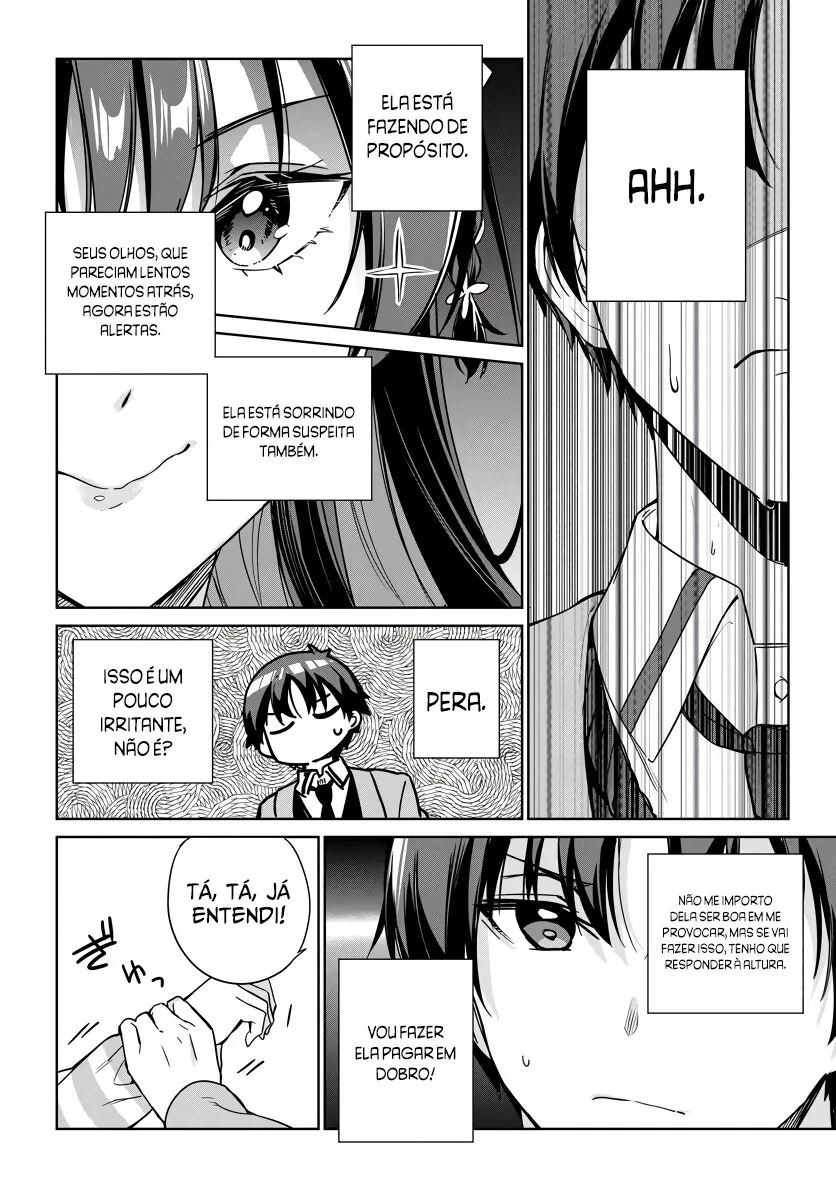 AHH.
ELA ESTÁ
FAZENDO DE
PROPÓSITO.
SEUS OLHOS, QUE
PARECIAM LENTOS
MOMENTOS ATRÁS,
AGORA ESTÃO
ALERTAS.
ELA ESTÁ SORRINDO
DE FORMA SUSPEITA
TAMBÉM.
PERA.
ISSO É UM
POUCO
IRRITANTE,
NÃO É?
NÃO ME IMPORTO
DELA SER BOA EM ME
PROVOCAR, MAS SE VAI
FAZER ISSO, TENHO QUE
RESPONDER À ALTURA.
VOU FAZER
ELA PAGAR EM
DOBRO!
TÁ, TÁ, JÁ
ENTENDI!
ぎゅっ